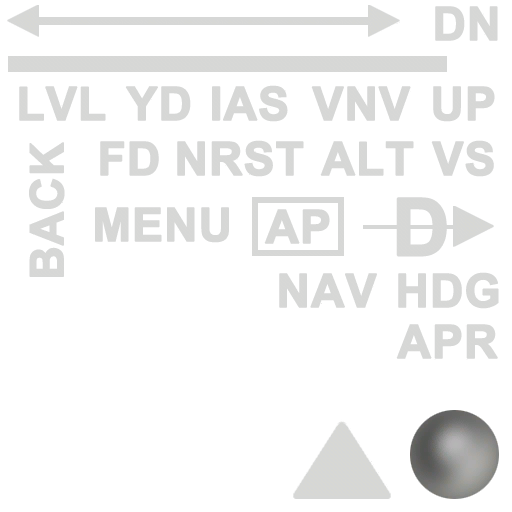 DN
LVL YD IAS VNV UP
FD NRST ALT VS
BACK
MENU AP D
NAV HDG
APR